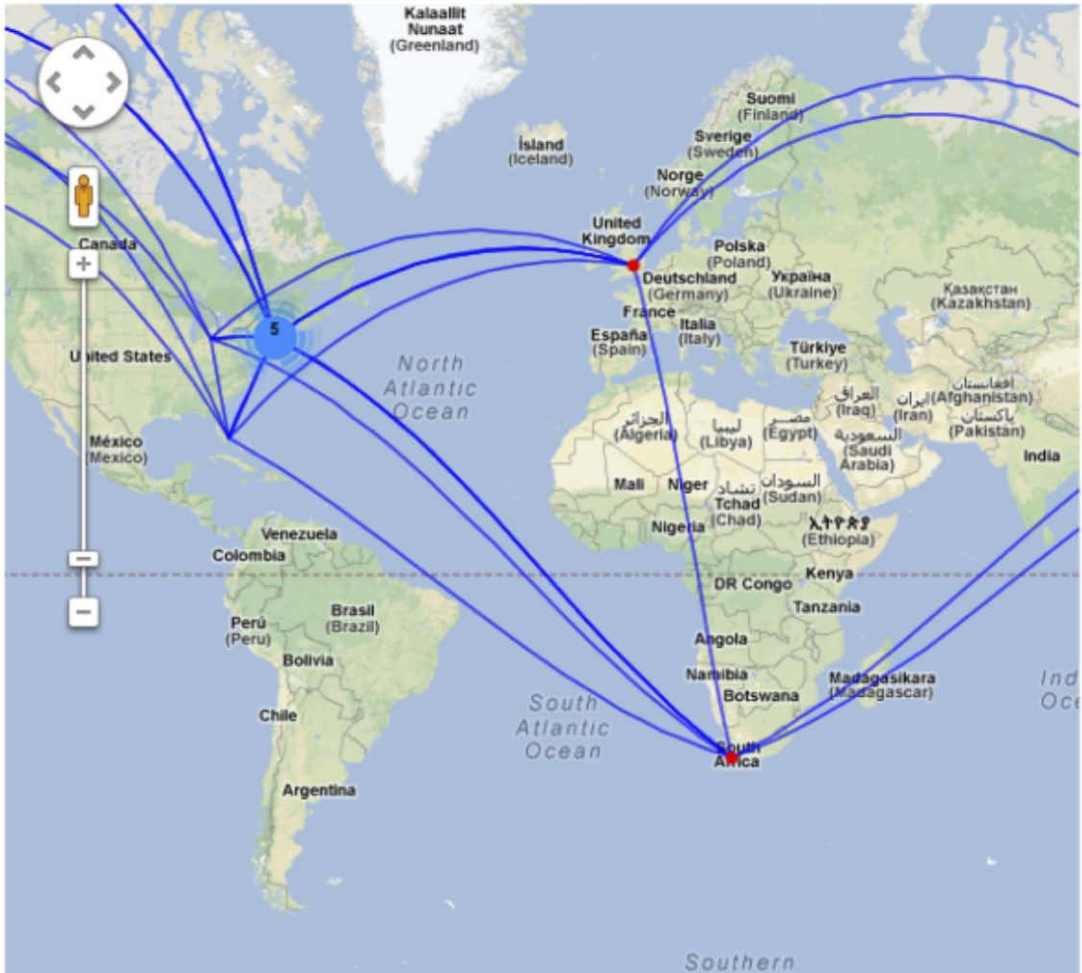 Kalaallit
Nunaat
(Greenland)
Suomi
(Finland)
Ísland
(Iceland)
Sverige
(Sweden)
Norge
(Norway)
United
Kingdom
Canada
Polska
(Poland)
Deutschland
(Germany)
Україна
(Ukraine)
Қазақстан
(Kazakhstan)
France
5
Italia
(Italy)
España
(Spain)
United States
Türkiye
(Turkey)
North
Atlantic
Ocean
العراق
(Iraq)
ایران
(Iran)
افغانستان
(Afghanistan)
پاکستان
(Pakistan)
الجزائر
(Algeria)
ليبيا
(Libya)
مصر
(Egypt)
السعودية
(Saudi
Arabia)
México
(Mexico)
India
Mali
Niger
تشاد
Tchad
(Chad)
السودان
(Sudan)
Nigeria
ኢትዮጵያ
(Ethiopia)
Venezuela
Colombia
DR Congo
Kenya
Tanzania
Perú
(Peru)
Brasil
(Brazil)
Angola
Bolivia
Namibia
Botswana
Madagasikara
(Madagascar)
Ind
Oce
Chile
South
Atlantic
Ocean
South
Africa
Argentina
Southern